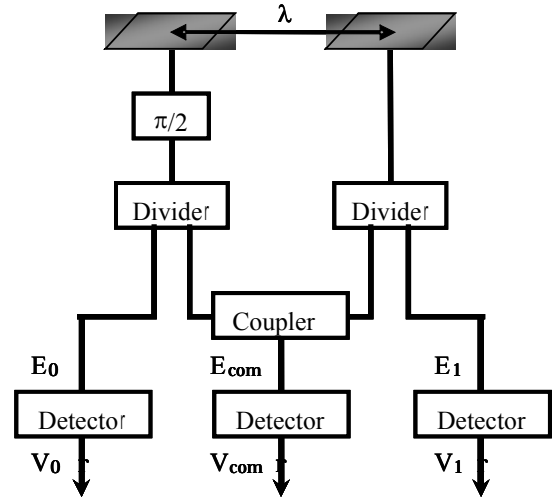 λ
π/2
Divider Divider
Coupler
E0 Ecom E1
Detector Detector Detector
V0 r Vcom r V1 r